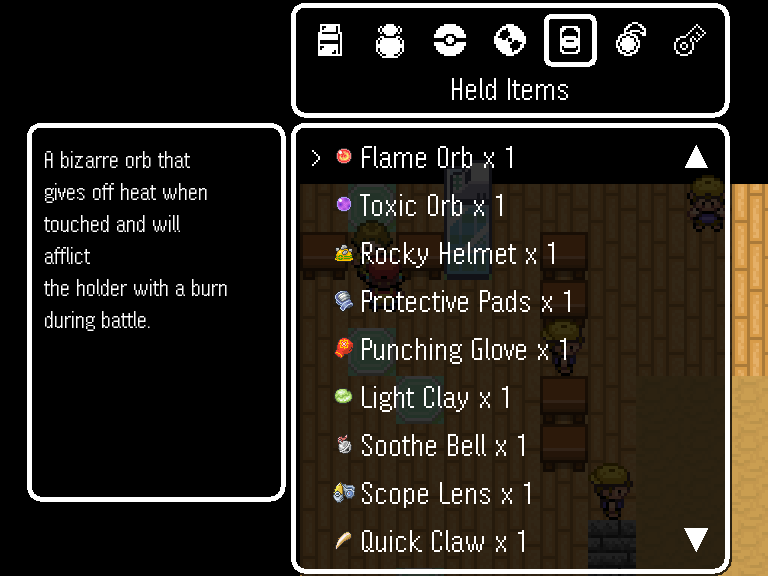 Held Items
A bizarre orb that
gives off heat when
touched and will
afflict
the holder with a burn
during battle.
> Flame Orb x 1
Toxic Orb x 1
Rocky Helmet x 1
Protective Pads x 1
Punching Glove x 1
Light Clay x 1
Soothe Bell x 1
Scope Lens x 1
Quick Claw x 1